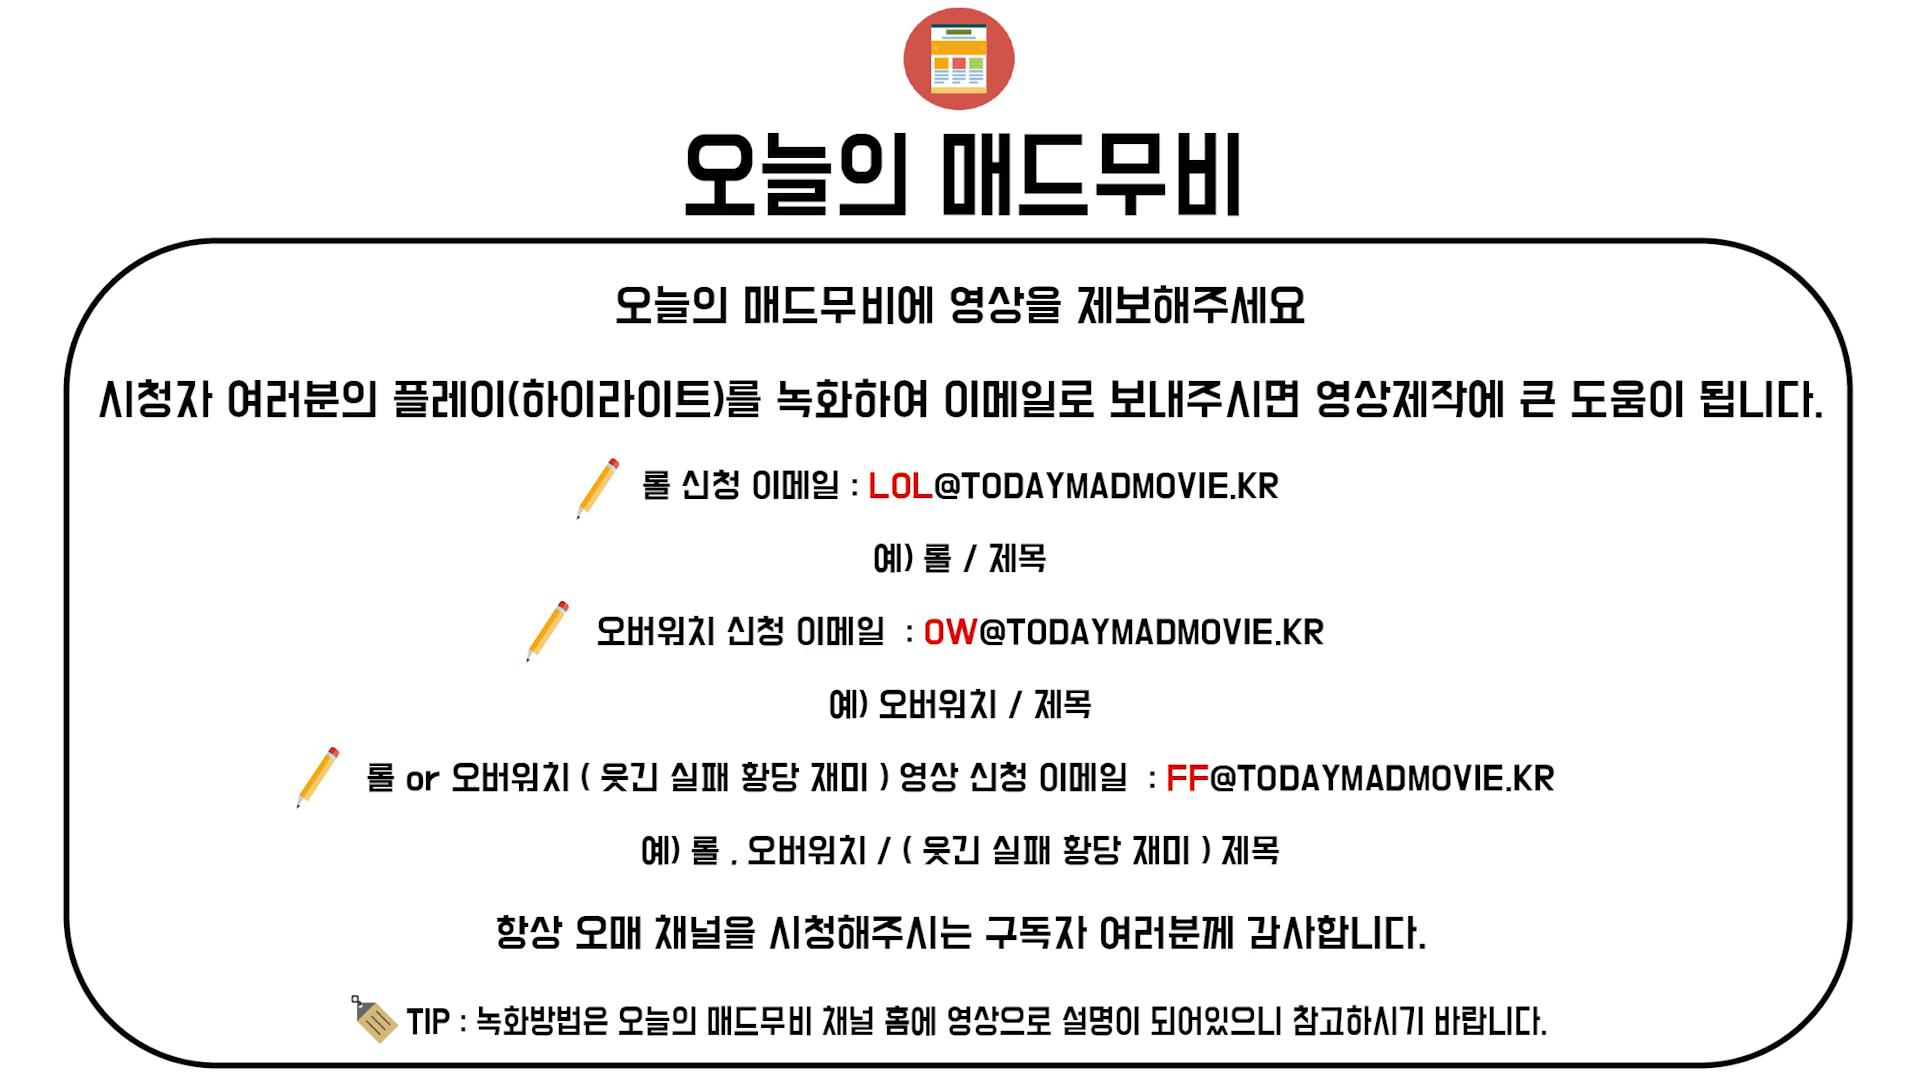 오늘의 매드무비
오늘의 매드무비에 영상을 제보해주세요
시청자 여러분의 플레이(하이라이트)를 녹화하여 이메일로 보내주시면 영상제작에 큰 도움이 됩니다.
롤 신청 이메일 : LOL@TODAYMADMOVIE.KR
예) 롤 / 제목
오버워치 신청 이메일 : OW@TODAYMADMOVIE.KR
예) 오버워치 / 제목
롤 or 오버워치 ( 웃긴 실패 황당 재미 ) 영상 신청 이메일 : FF@TODAYMADMOVIE.KR
예) 롤 . 오버워치 / ( 웃긴 실패 황당 재미 ) 제목
항상 오매 채널을 시청해주시는 구독자 여러분께 감사합니다.
TIP : 녹화방법은 오늘의 매드무비 채널 홈에 영상으로 설명이 되어있으니 참고하시기 바랍니다.